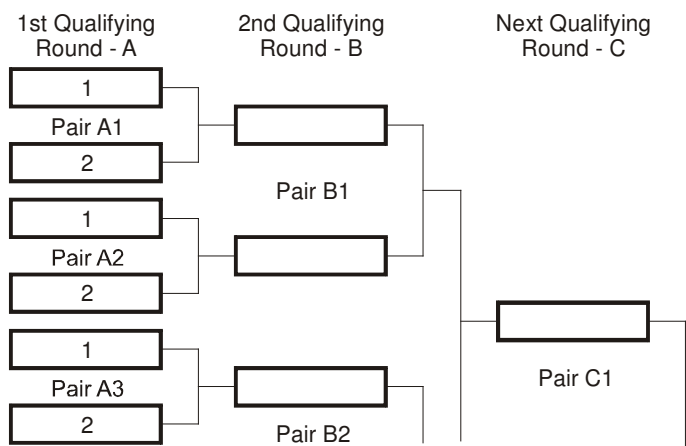 1st Qualifying
Round - A
2nd Qualifying
Round - B
Next Qualifying
Round - C
1
Pair A1
2
Pair B1
1
Pair A2
2
1
Pair A3
2
Pair C1
Pair B2